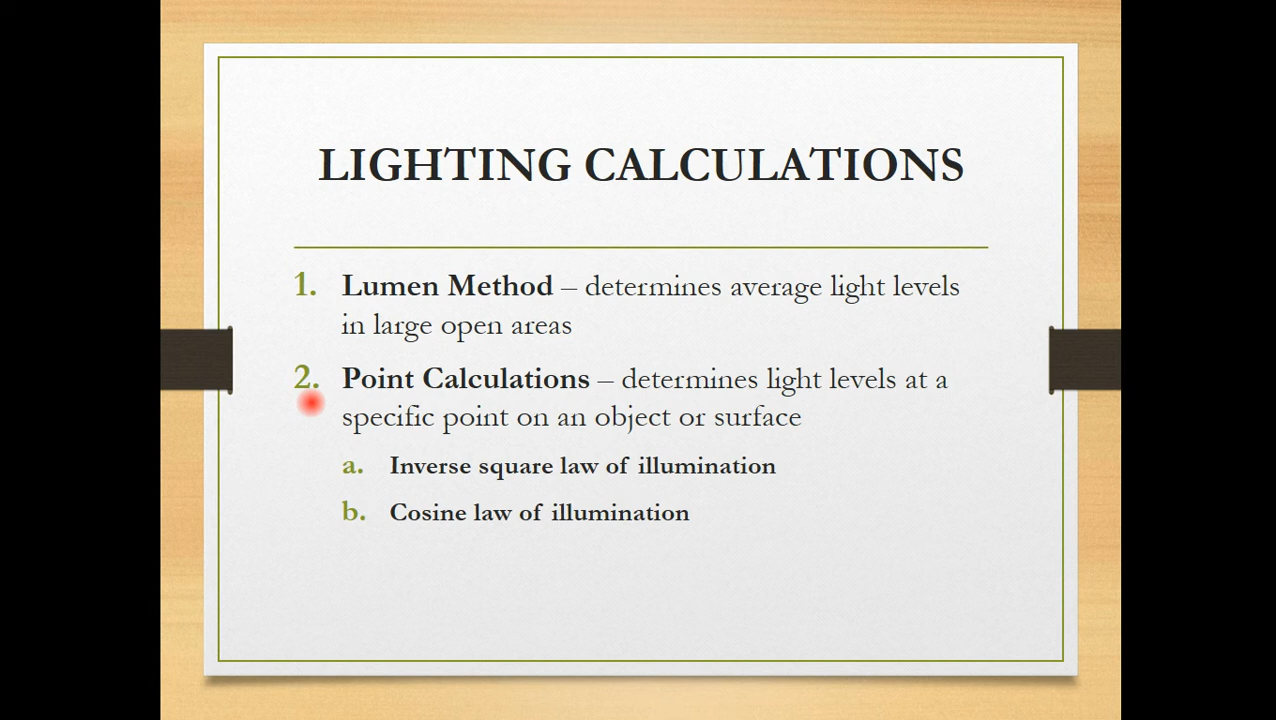 LIGHTING CALCULATIONS
1. Lumen Method – determines average light levels
in large open areas
2. Point Calculations – determines light levels at a
specific point on an object or surface
a. Inverse square law of illumination
b. Cosine law of illumination